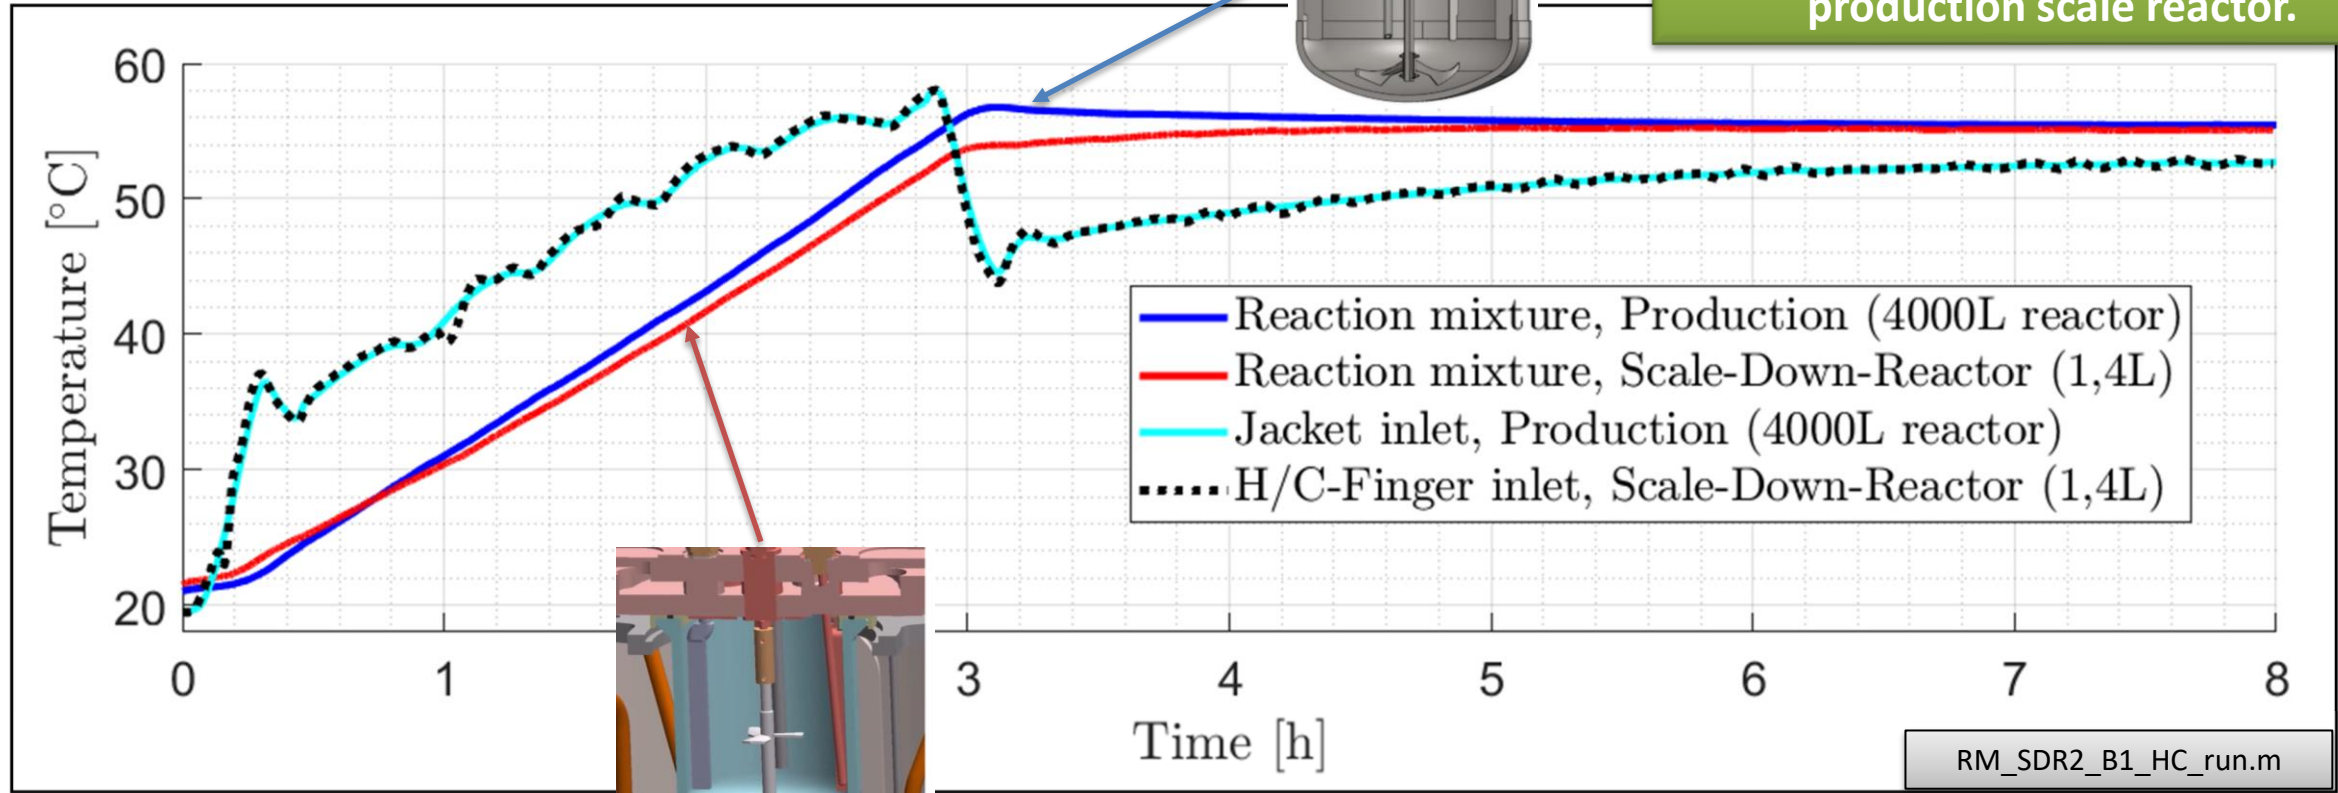 production scale reactor.
60
50
40
30
20
Temperature [°C]
Reaction mixture, Production (4000L reactor)
Reaction mixture, Scale-Down-Reactor (1,4L)
Jacket inlet, Production (4000L reactor)
H/C-Finger inlet, Scale-Down-Reactor (1,4L)
0 1 3 4 5 6 7 8
Time [h]
RM_SDR2_B1_HC_run.m